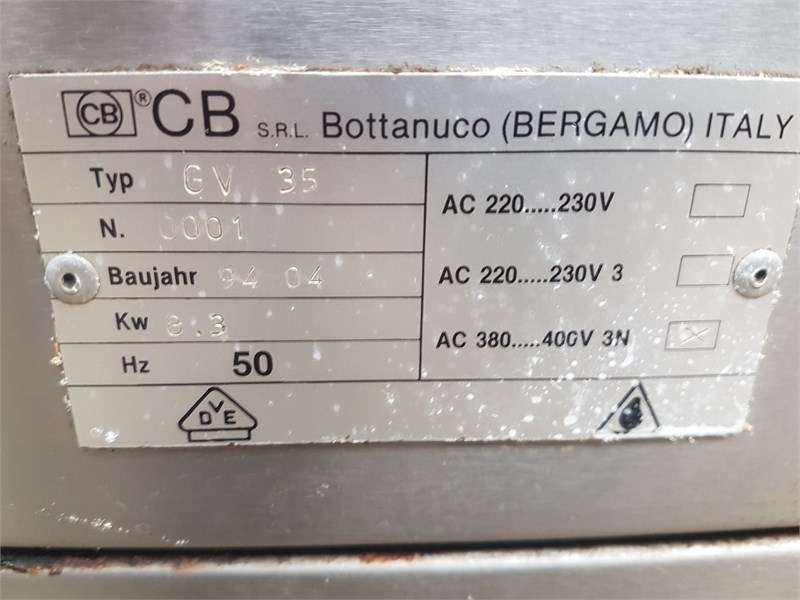 CB ® CB S.R.L. Bottanuco (BERGAMO) ITALY
Typ GV 35
N. 0001
Baujahr 94 04
Kw 8.3
Hz 50
AC 220.....230V
AC 220.....230V 3
AC 380.....400V 3N X
DVE